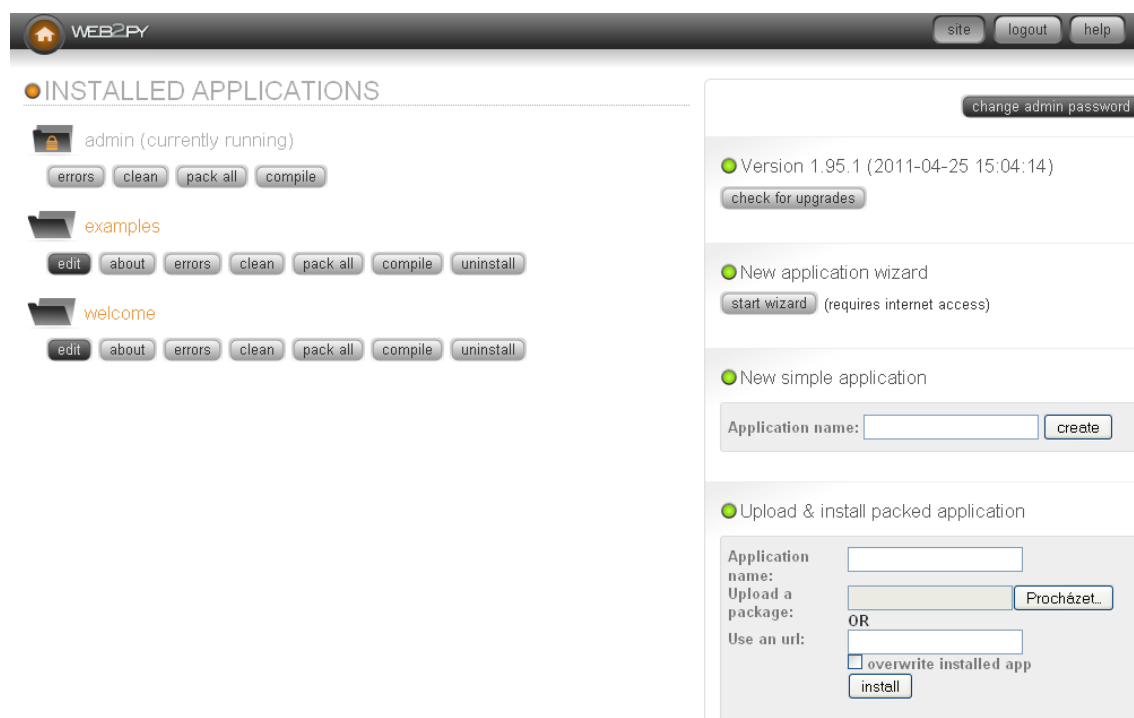 WEB2PY
site logout help
INSTALLED APPLICATIONS
admin (currently running)
errors clean pack all compile
examples
edit about errors clean pack all compile uninstall
welcome
edit about errors clean pack all compile uninstall
change admin password
Version 1.95.1 (2011-04-25 15:04:14)
check for upgrades
New application wizard
start wizard (requires internet access)
New simple application
Application name: create
Upload & install packed application
Application
name:
Upload a
package: Procházet...
OR
Use an url:
overwrite installed app
install